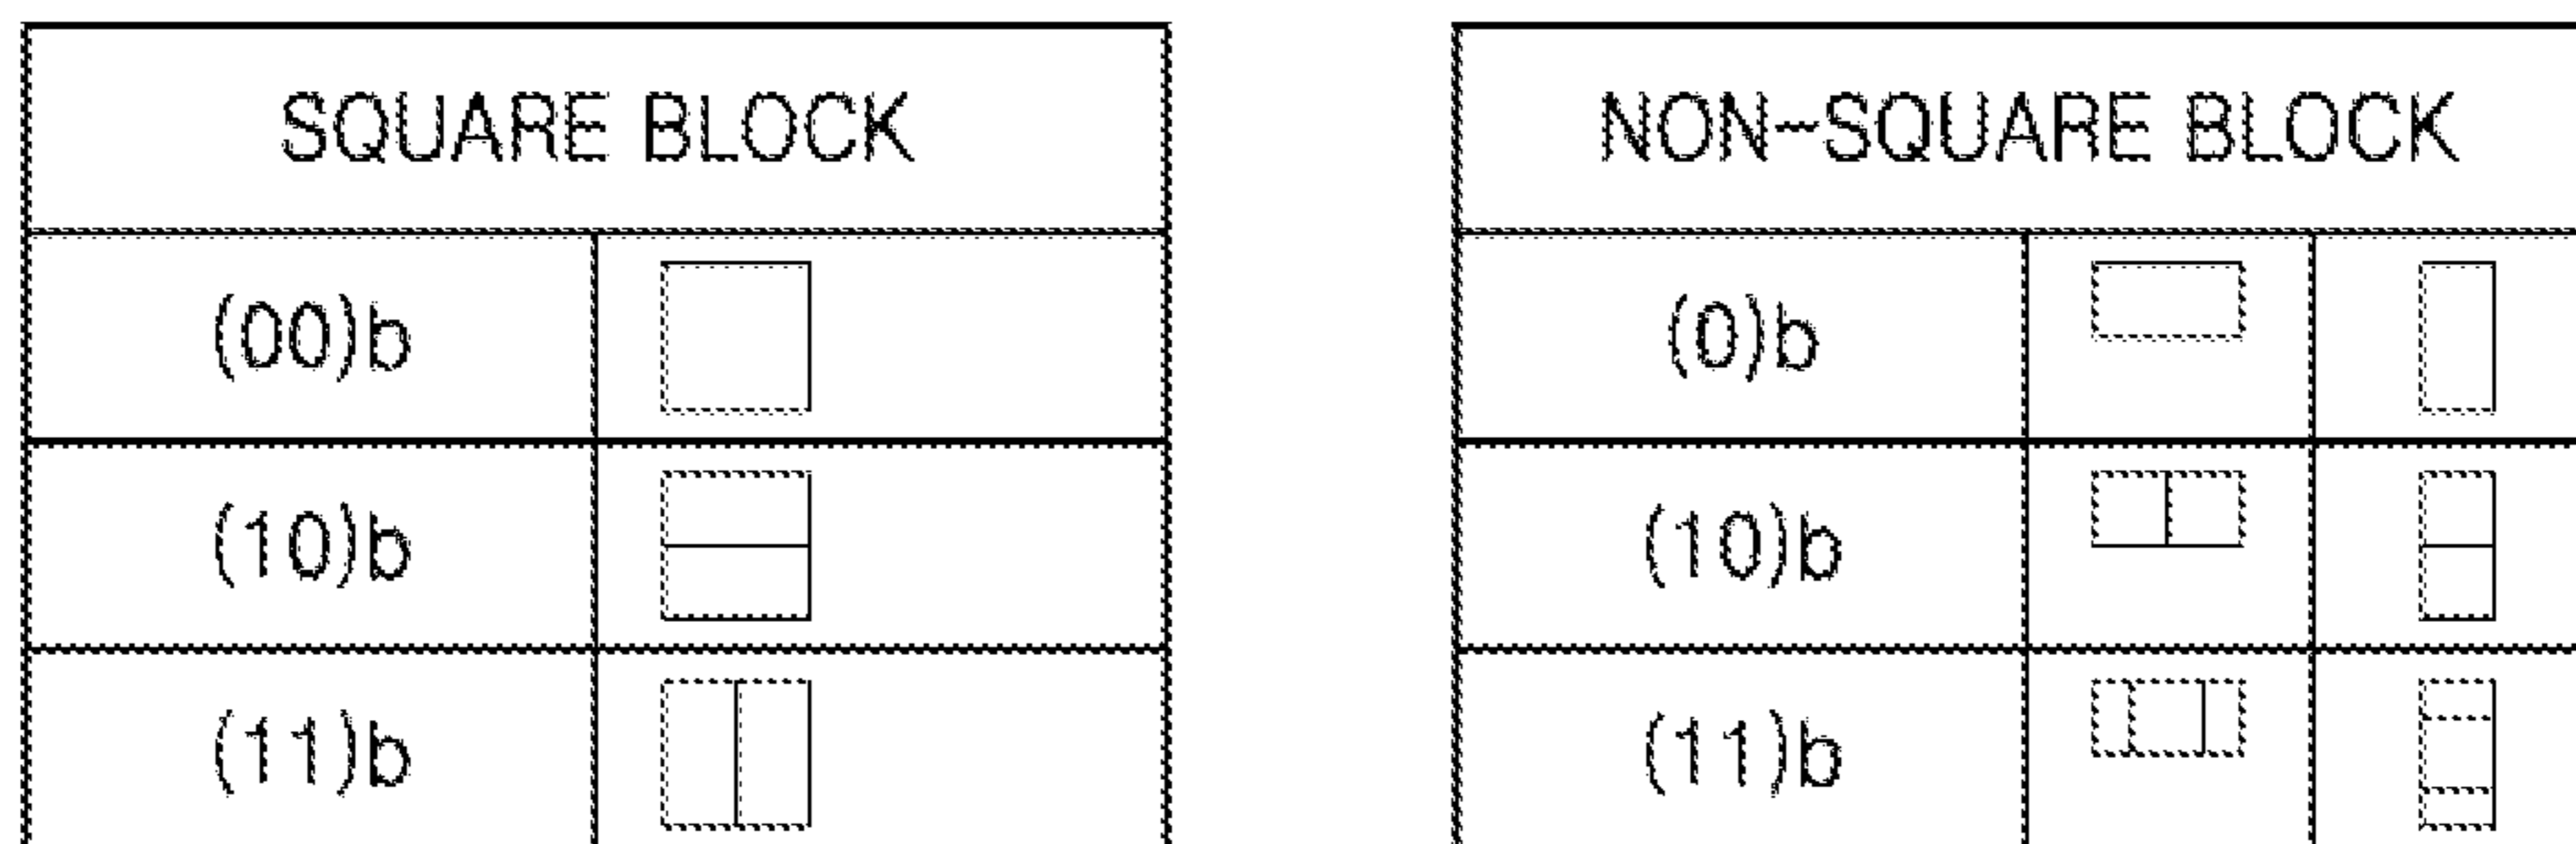 SQUARE BLOCK
(00)b
(10)b
(11)b
NON-SQUARE BLOCK
(0)b
(10)b
(11)b